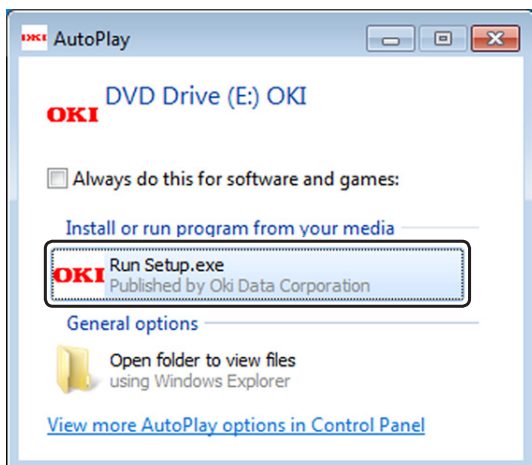 OKI AutoPlay
OKI DVD Drive (E:) OKI
Always do this for software and games:
Install or run program from your media
OKI Run Setup.exe
Published by Oki Data Corporation
General options
Open folder to view files
using Windows Explorer
View more AutoPlay options in Control Panel